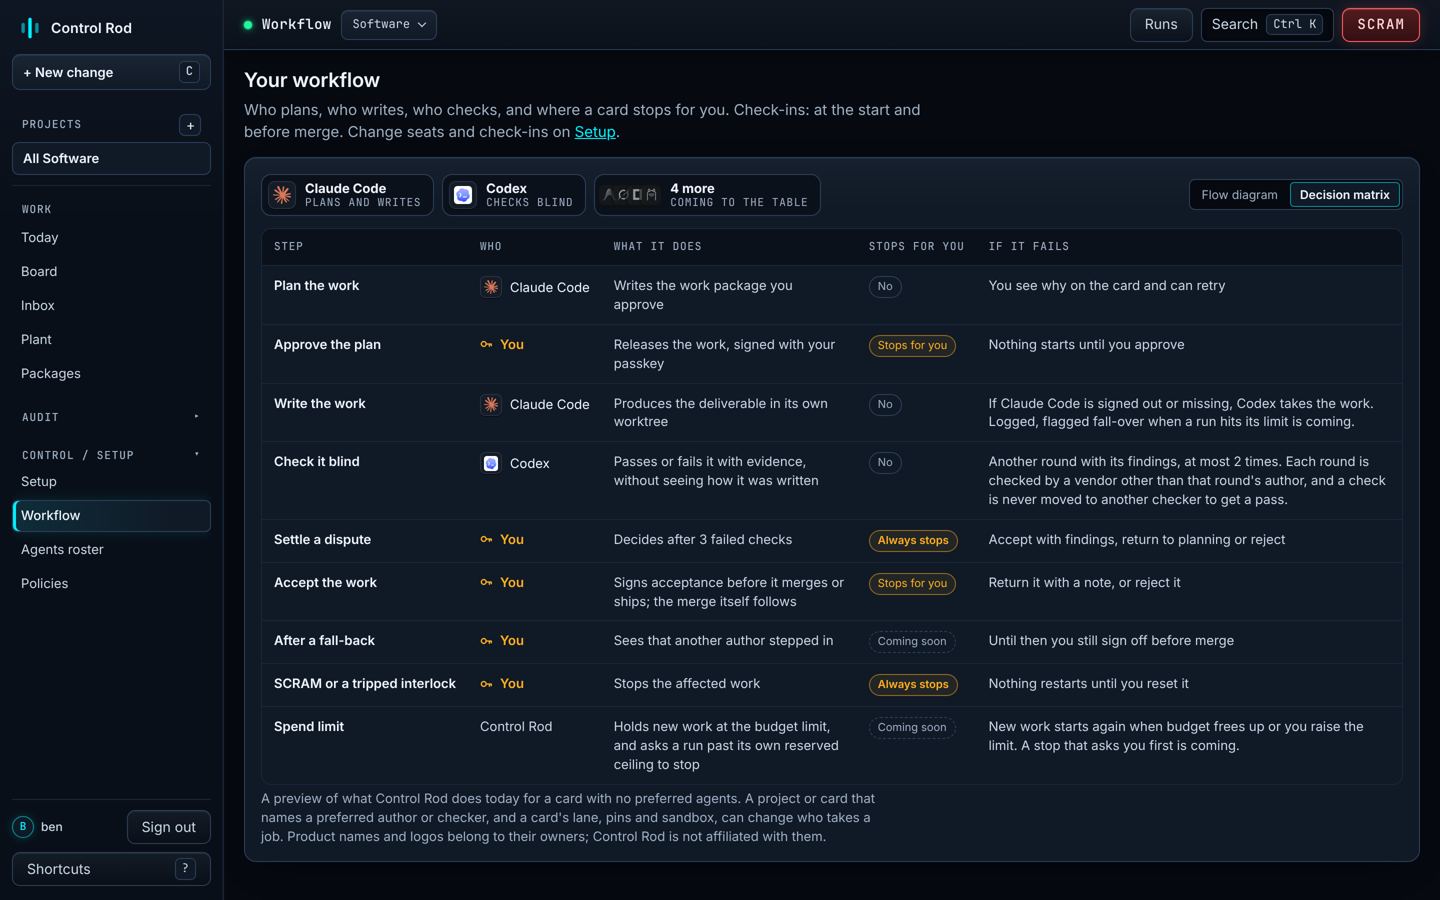 Control Rod
Workflow
Software
Runs
Search Ctrl K
SCRAM
+ New change C
PROJECTS +
All Software
WORK
Today
Board
Inbox
Plant
Packages
AUDIT
CONTROL / SETUP
Setup
Workflow
Agents roster
Policies
B ben
Sign out
Shortcuts ?
Your workflow
Who plans, who writes, who checks, and where a card stops for you. Check-ins: at the start and
before merge. Change seats and check-ins on Setup.
Claude Code
PLANS AND WRITES
Codex
CHECKS BLIND
4 more
COMING TO THE TABLE
Flow diagram
Decision matrix
STEP WHO WHAT IT DOES STOPS FOR YOU IF IT FAILS
Plan the work Claude Code Writes the work package you No You see why on the card and can retry
approve
Approve the plan You Releases the work, signed with your Stops for you Nothing starts until you approve
passkey
Write the work Claude Code Produces the deliverable in its own No If Claude Code is signed out or missing, Codex takes the work.
worktree Logged, flagged fall-over when a run hits its limit is coming.
Check it blind Codex Passes or fails it with evidence, No Another round with its findings, at most 2 times. Each round is
without seeing how it was written checked by a vendor other than that round's author, and a check
is never moved to another checker to get a pass.
Settle a dispute You Decides after 3 failed checks Always stops Accept with findings, return to planning or reject
Accept the work You Signs acceptance before it merges or Stops for you Return it with a note, or reject it
ships; the merge itself follows
After a fall-back You Sees that another author stepped in Coming soon Until then you still sign off before merge
SCRAM or a tripped interlock You Stops the affected work Always stops Nothing restarts until you reset it
Spend limit Control Rod Holds new work at the budget limit, Coming soon New work starts again when budget frees up or you raise the
and asks a run past its own reserved limit. A stop that asks you first is coming.
ceiling to stop
A preview of what Control Rod does today for a card with no preferred agents. A project or card that
names a preferred author or checker, and a card's lane, pins and sandbox, can change who takes a
job. Product names and logos belong to their owners; Control Rod is not affiliated with them.